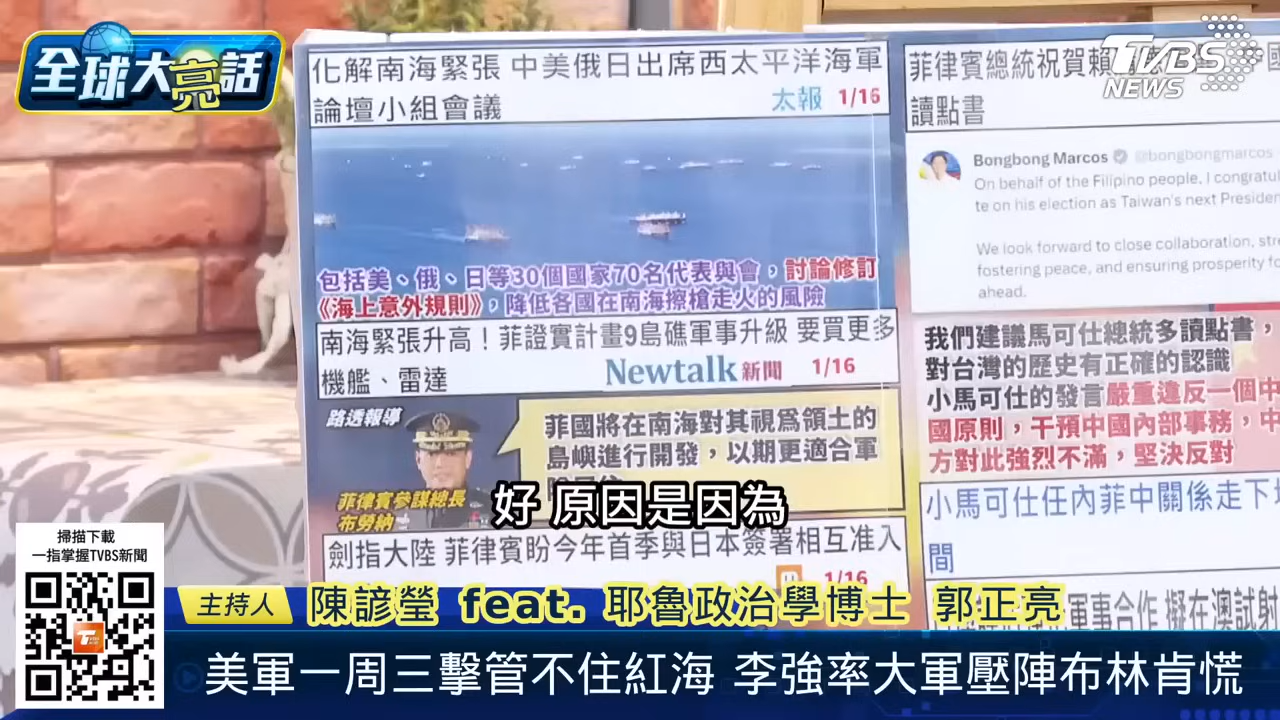 全球大亮話
TVBS
NEWS
化解南海緊張 中美俄日出席西太平洋海軍
論壇小組會議
太報 1/16
包括美、俄、日等30個國家70名代表與會，討論修訂
《海上意外規則》，降低各國在南海擦槍走火的風險
南海緊張升高！菲證實計畫9島礁軍事升級 要買更多
機艦、雷達
Newtalk新聞 1/16
路透報導
菲國將在南海對其視為領土的
島嶼進行開發，以期更適合軍
菲律賓參謀總長
布勞納
劍指大陸 菲律賓盼今年首季與日本簽署相互准入
1/16
菲律賓總統祝賀賴
讀點書
Bongbong Marcos @bongbongmarcos
On behalf of the Filipino people, I congratul
te on his election as Taiwan's next Presiden
We look forward to close collaboration, stre
fostering peace, and ensuring prosperity fo
ahead.
我們建議馬可仕總統多讀點書，
對台灣的歷史有正確的認識
小馬可仕的發言嚴重違反一個中
國原則，干預中國內部事務，中
方對此強烈不滿，堅決反對
小馬可仕任內菲中關係走下
間
軍事合作 擬在澳試射
好 原因是因為
掃描下載
一指掌握TVBS新聞
主持人 陳諺瑩 feat. 耶魯政治學博士 郭正亮
美軍一周三擊管不住紅海 李強率大軍壓陣布林肯慌